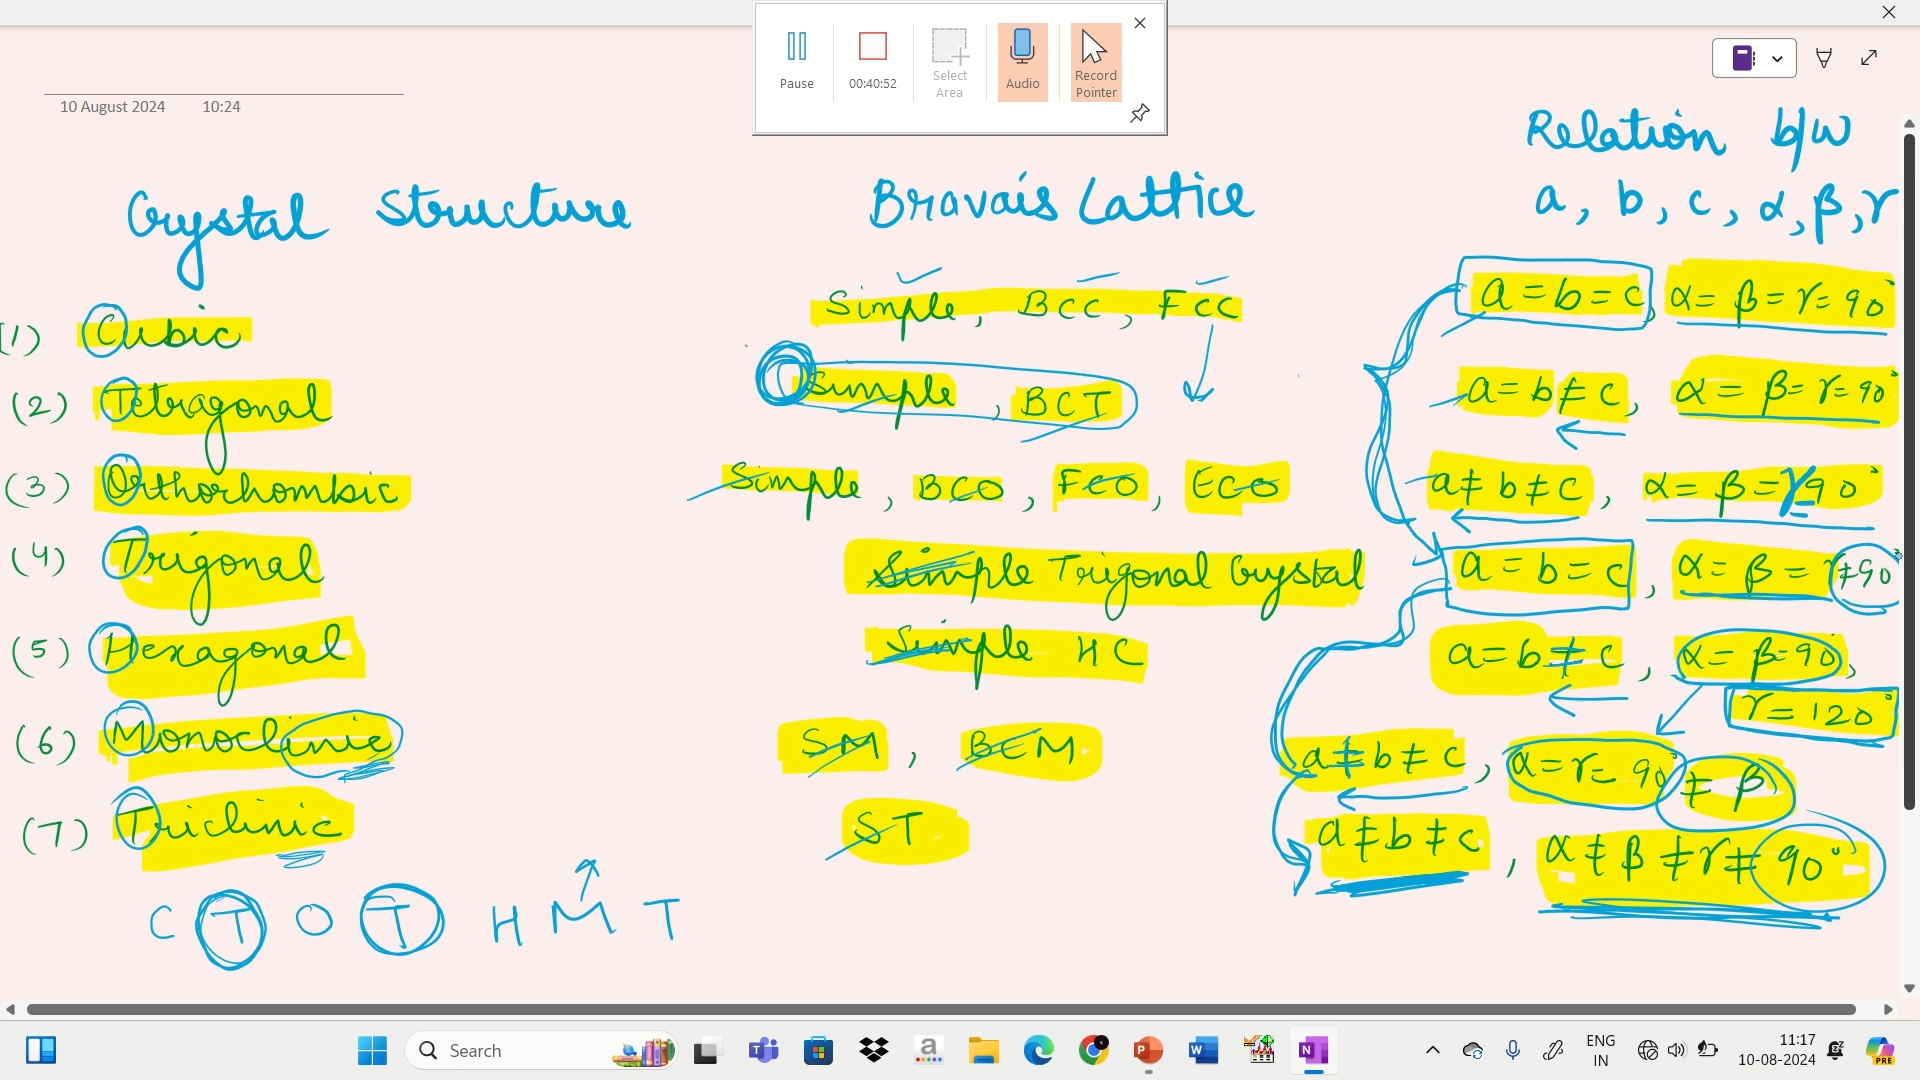 Pause
00:40:52
Select Area
Audio
Record Pointer
10 August 2024 10:24
Relation b/w
a, b, c, α, β, γ
Crystal Structure Bravais Lattice
(1) Cubic Simple, BCC, FCC a = b = c, α = β = γ = 90°
(2) Tetragonal Simple, BCT a = b ≠ c, α = β = γ = 90°
(3) Orthorhombic Simple, BCO, FCO, ECO a ≠ b ≠ c, α = β = γ = 90°
(4) Trigonal Simple Trigonal Crystal a = b = c, α = β = γ ≠ 90°
(5) Hexagonal Simple HC a = b ≠ c, α = β = 90°,
γ = 120°
(6) Monoclinic SM, BCM a ≠ b ≠ c, α = γ = 90° ≠ β
(7) Triclinic ST a ≠ b ≠ c, α ≠ β ≠ γ ≠ 90°
C T O T H M T
Search
ENG IN
11:17
10-08-2024
PRE